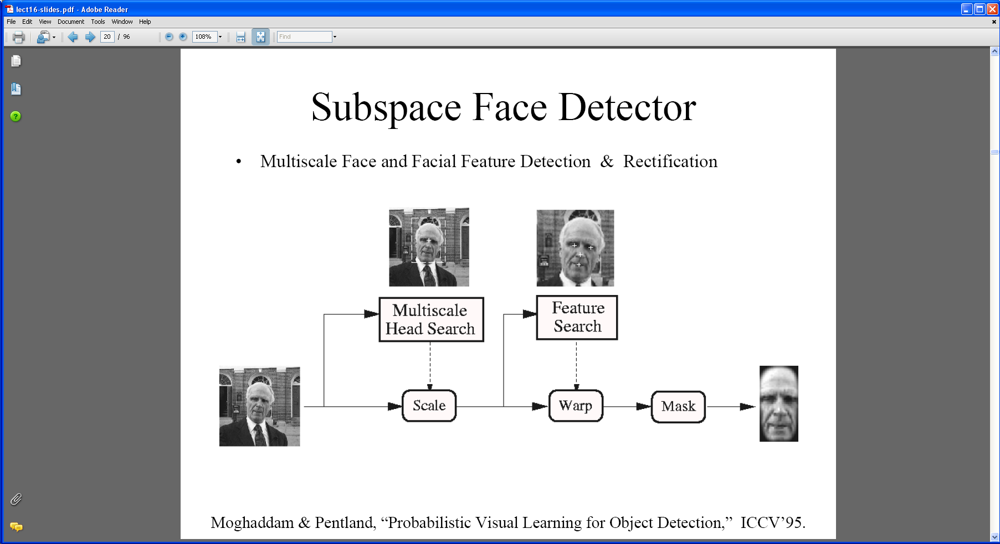 lect16-slides.pdf - Adobe Reader
File Edit View Document Tools Window Help
20 / 96 108% Find
Subspace Face Detector
• Multiscale Face and Facial Feature Detection & Rectification
Multiscale
Head Search
Feature
Search
Scale
Warp
Mask
Moghaddam & Pentland, “Probabilistic Visual Learning for Object Detection,” ICCV’95.